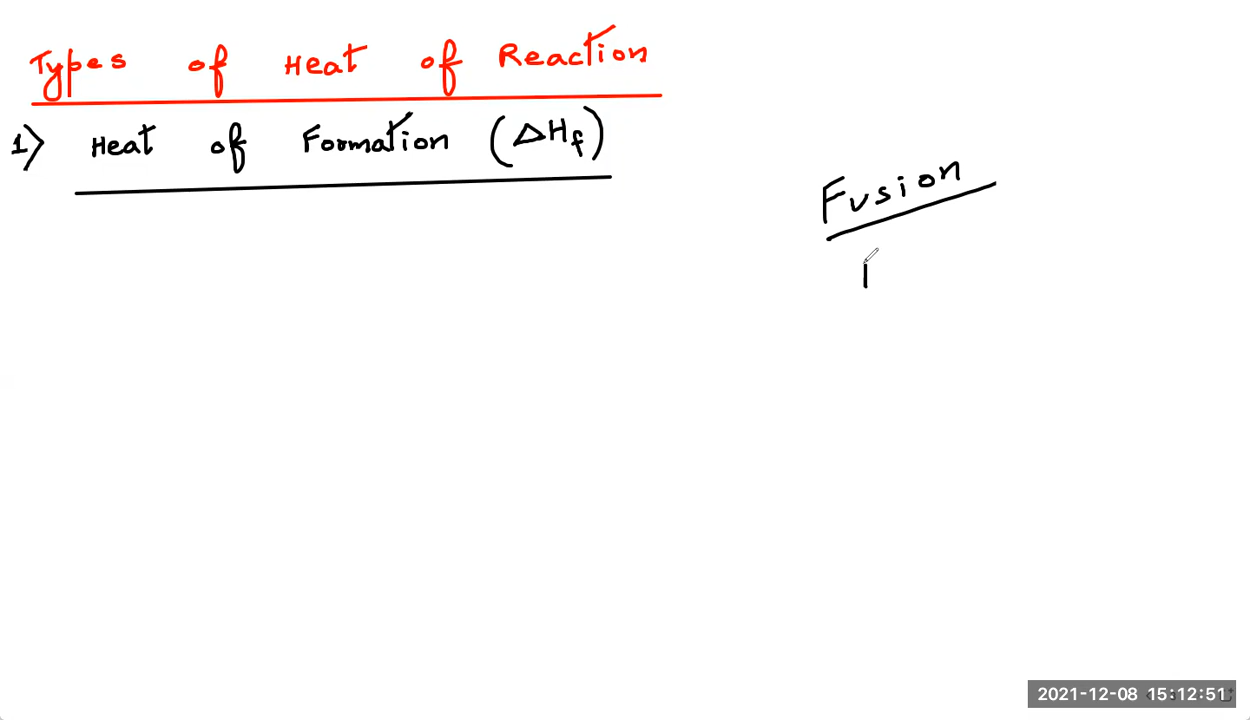 Types of Heat of Reaction
1) Heat of Formation (ΔHf)
Fusion
2021-12-08 15:12:51